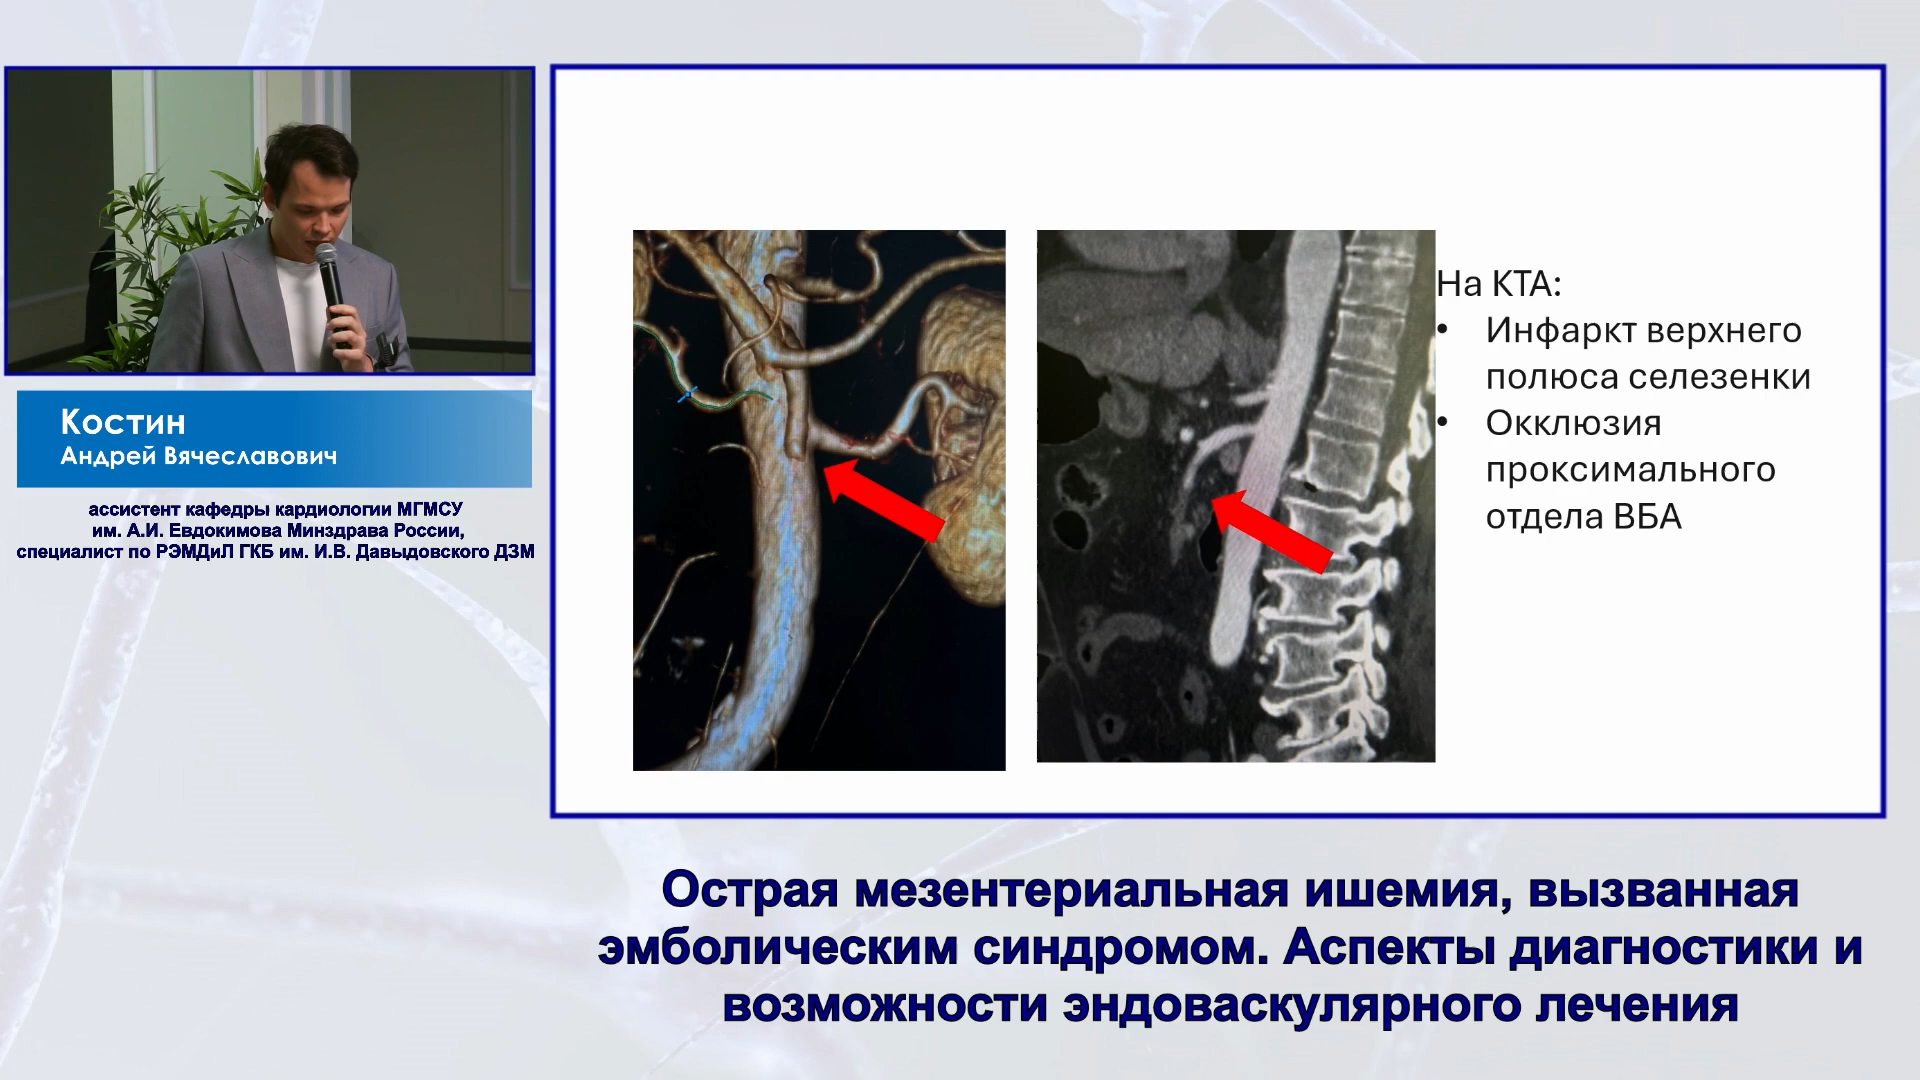 Костин
Андрей Вячеславович
ассистент кафедры кардиологии МГМСУ
им. А.И. Евдокимова Минздрава России,
специалист по РЭМДиЛ ГКБ им. И.В. Давыдовского ДЗМ
На КТА:
• Инфаркт верхнего
полюса селезенки
• Окклюзия
проксимального
отдела ВБА
Острая мезентериальная ишемия, вызванная
эмболическим синдромом. Аспекты диагностики и
возможности эндоваскулярного лечения